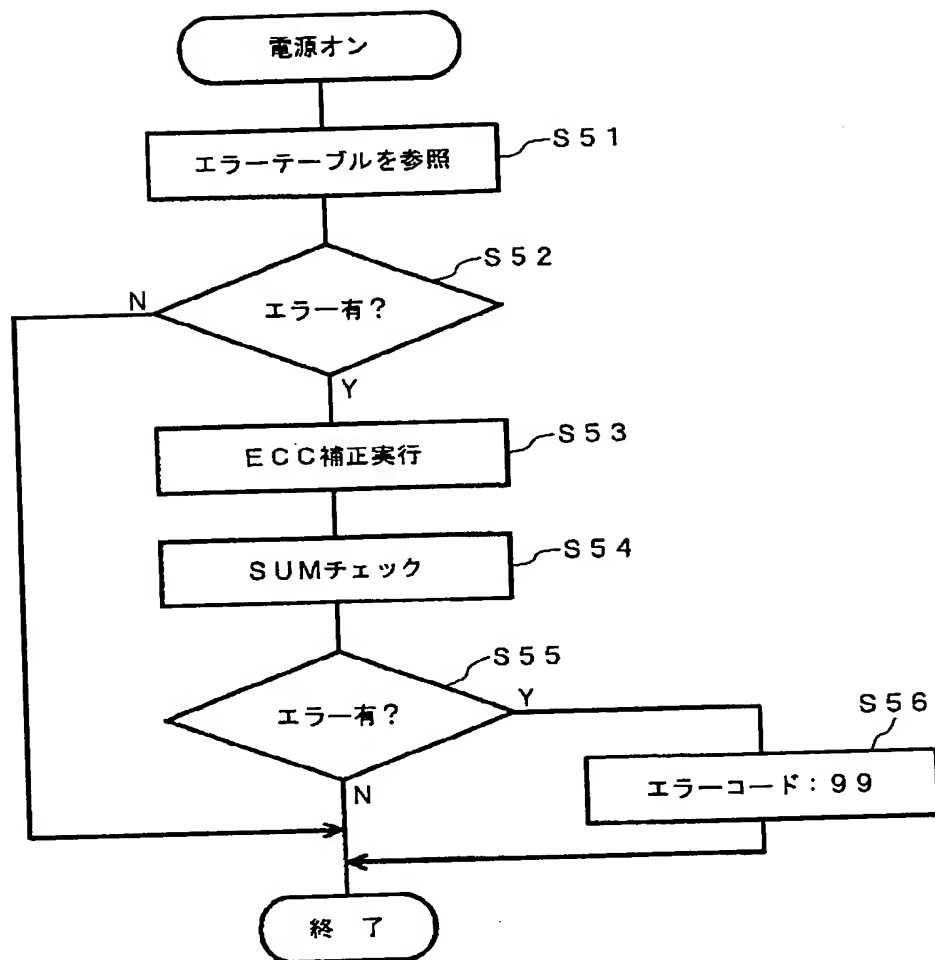 電源オン
エラーテーブルを参照
S51
エラー有?
S52
N
Y
ECC補正実行
S53
SUMチェック
S54
エラー有?
S55
Y
N
エラーコード:99
S56
終 了